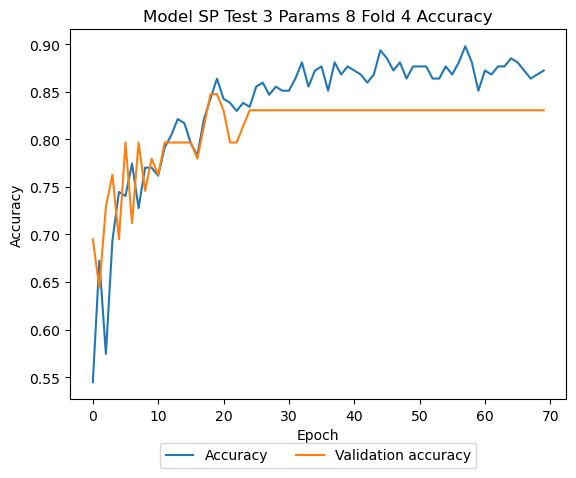 Model SP Test 3 Params 8 Fold 4 Accuracy
0.90
0.85
0.80
0.75
0.70
0.65
0.60
0.55
Accuracy
0 10 20 30 40 50 60 70
Epoch
Accuracy Validation accuracy